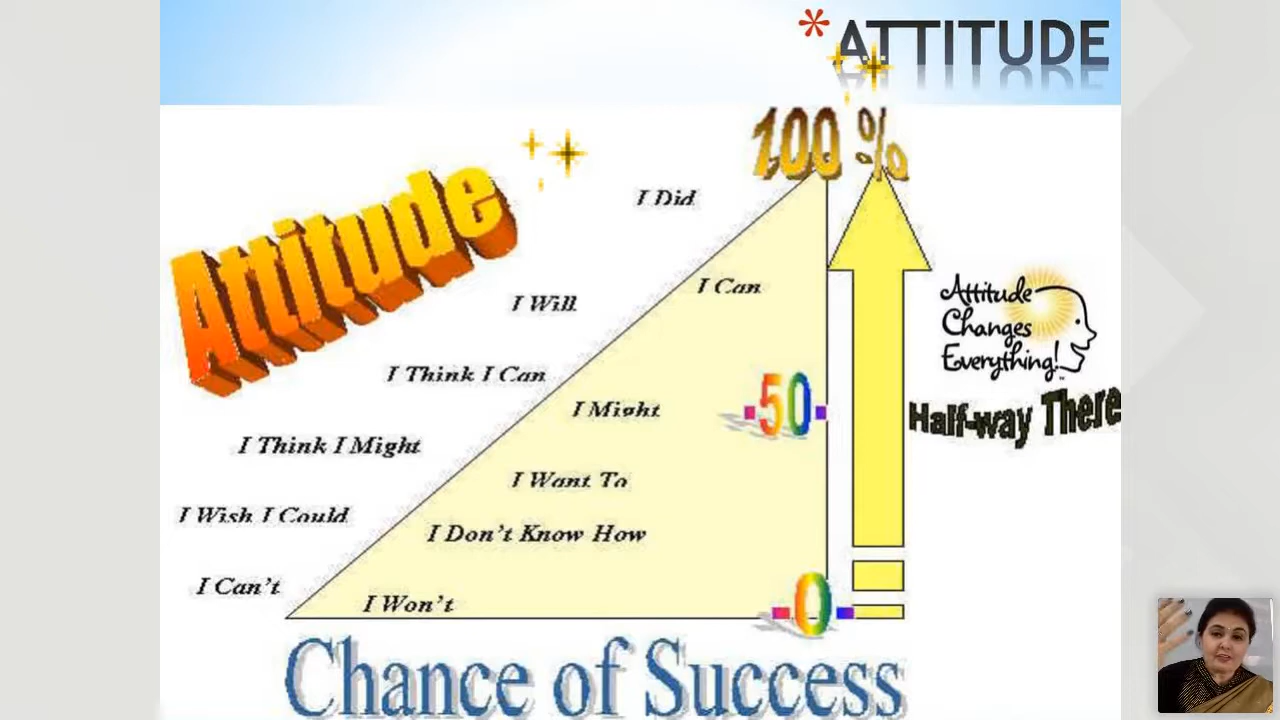 *ATTITUDE
100 %
Attitude
I Did
I Can
I Will
Attitude
Changes
Everything!
I Think I Can
I Might
-50-
Half-way There
I Think I Might
I Want To
I Wish I Could
I Don't Know How
I Can't
I Won't
-0-
Chance of Success